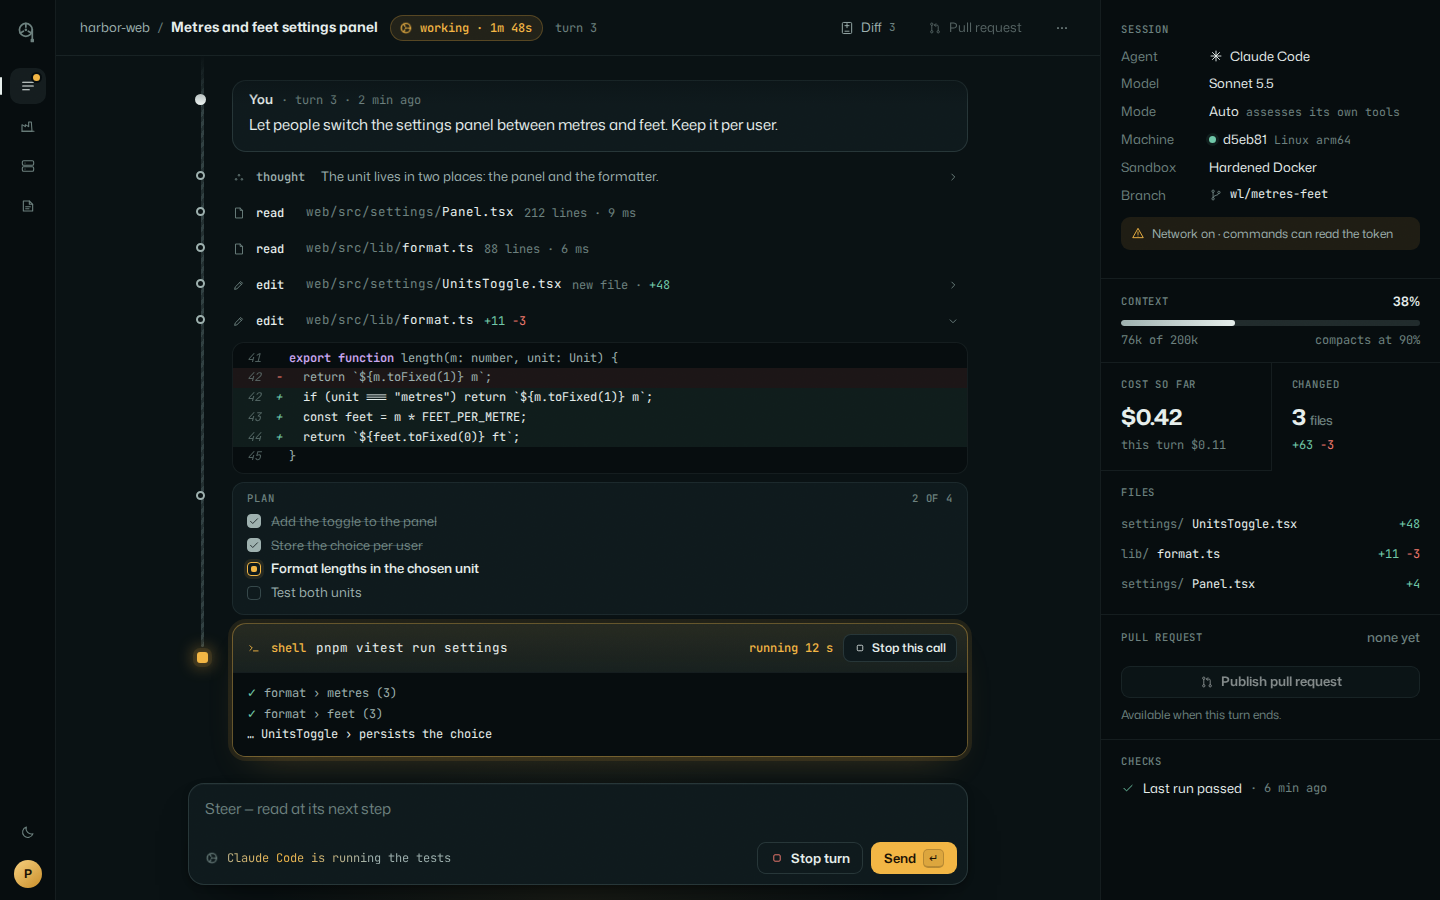 harbor-web / Metres and feet settings panel working · 1m 48s turn 3 Diff 3 Pull request ···
You · turn 3 · 2 min ago
Let people switch the settings panel between metres and feet. Keep it per user.
thought The unit lives in two places: the panel and the formatter.
read web/src/settings/Panel.tsx 212 lines · 9 ms
read web/src/lib/format.ts 88 lines · 6 ms
edit web/src/settings/UnitsToggle.tsx new file · +48
edit web/src/lib/format.ts +11 -3
41 export function length(m: number, unit: Unit) {
42 - return `${m.toFixed(1)} m`;
42 + if (unit === "metres") return `${m.toFixed(1)} m`;
43 + const feet = m * FEET_PER_METRE;
44 + return `${feet.toFixed(0)} ft`;
45 }
PLAN 2 OF 4
Add the toggle to the panel
Store the choice per user
Format lengths in the chosen unit
Test both units
shell pnpm vitest run settings running 12 s Stop this call
✓ format › metres (3)
✓ format › feet (3)
… UnitsToggle › persists the choice
Steer – read at its next step
Claude Code is running the tests Stop turn Send ↵
P
SESSION
Agent Claude Code
Model Sonnet 5.5
Mode Auto assesses its own tools
Machine d5eb81 Linux arm64
Sandbox Hardened Docker
Branch wl/metres-feet
Network on · commands can read the token
CONTEXT 38%
76k of 200k compacts at 90%
COST SO FAR
$0.42
this turn $0.11
CHANGED
3 files
+63 -3
FILES
settings/ UnitsToggle.tsx +48
lib/ format.ts +11 -3
settings/ Panel.tsx +4
PULL REQUEST none yet
Publish pull request
Available when this turn ends.
CHECKS
Last run passed · 6 min ago